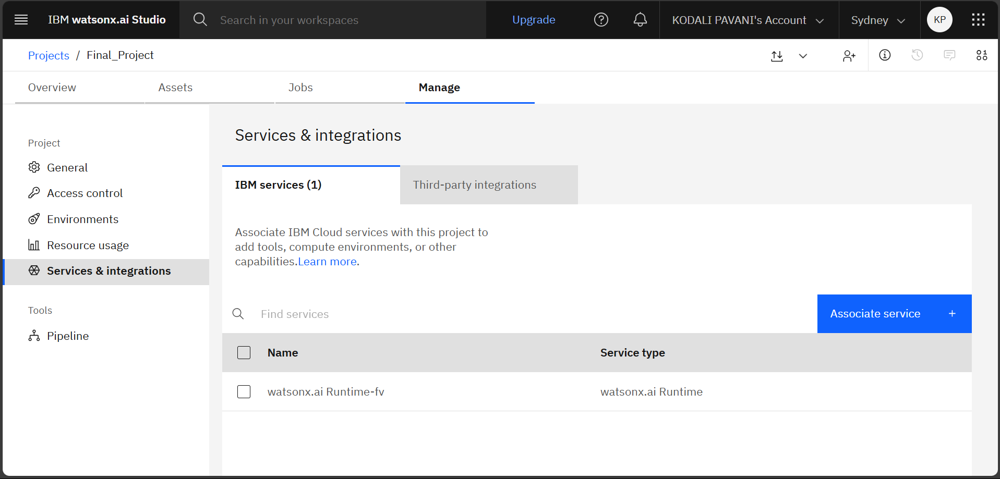 IBM watsonx.ai Studio
Search in your workspaces
Upgrade
KODALI PAVANI's Account
Sydney
KP
Projects / Final_Project
Overview
Assets
Jobs
Manage
Project
General
Access control
Environments
Resource usage
Services & integrations
Tools
Pipeline
Services & integrations
IBM services (1)
Third-party integrations
Associate IBM Cloud services with this project to
add tools, compute environments, or other
capabilities.Learn more.
Find services
Associate service +
Name
Service type
watsonx.ai Runtime-fv
watsonx.ai Runtime